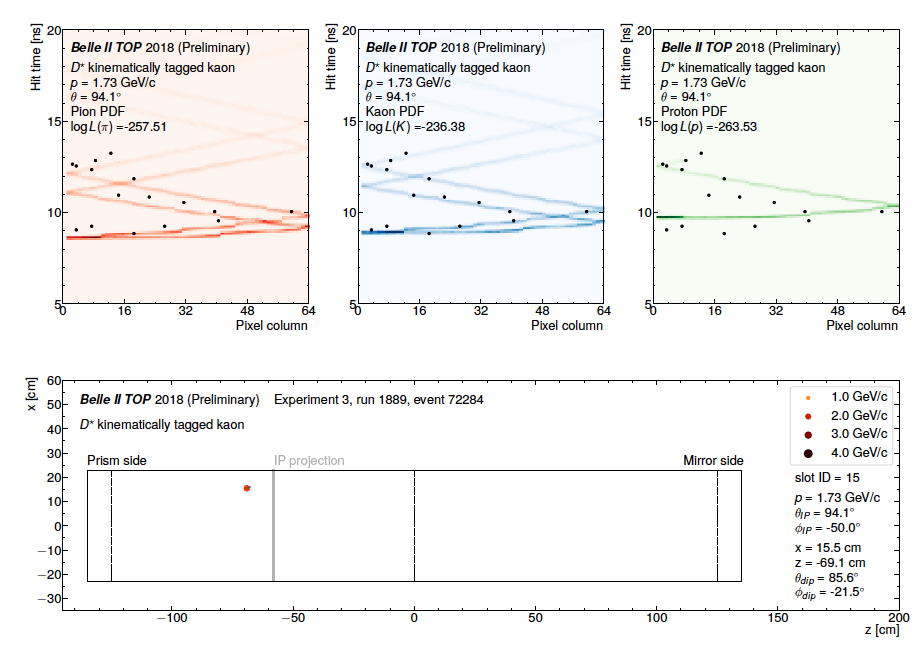 Hit time [ns]
20
15
10
5
Belle II TOP 2018 (Preliminary)
D* kinematically tagged kaon
p = 1.73 GeV/c
θ = 94.1°
Pion PDF
log L(π) =-257.51
0 16 32 48 64
Pixel column
Hit time [ns]
20
15
10
5
Belle II TOP 2018 (Preliminary)
D* kinematically tagged kaon
p = 1.73 GeV/c
θ = 94.1°
Kaon PDF
log L(K) =-236.38
0 16 32 48 64
Pixel column
Hit time [ns]
20
15
10
5
Belle II TOP 2018 (Preliminary)
D* kinematically tagged kaon
p = 1.73 GeV/c
θ = 94.1°
Proton PDF
log L(p) =-263.53
0 16 32 48 64
Pixel column
x [cm]
60
50
40
30
20
10
0
−10
−20
−30
Belle II TOP 2018 (Preliminary) Experiment 3, run 1889, event 72284
D* kinematically tagged kaon
Prism side
IP projection
Mirror side
1.0 GeV/c
2.0 GeV/c
3.0 GeV/c
4.0 GeV/c
slot ID = 15
p = 1.73 GeV/c
θIP = 94.1°
ϕIP = -50.0°
x = 15.5 cm
z = -69.1 cm
θdip = 85.6°
ϕdip = -21.5°
−100 −50 0 50 100 150 200
z [cm]